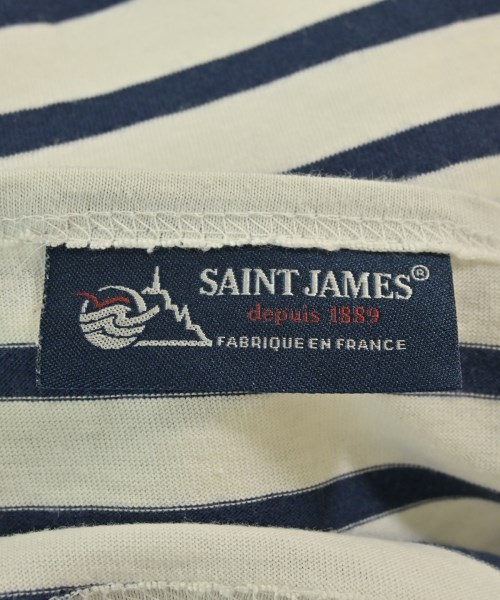 SAINT JAMES®
depuis 1889
FABRIQUE EN FRANCE